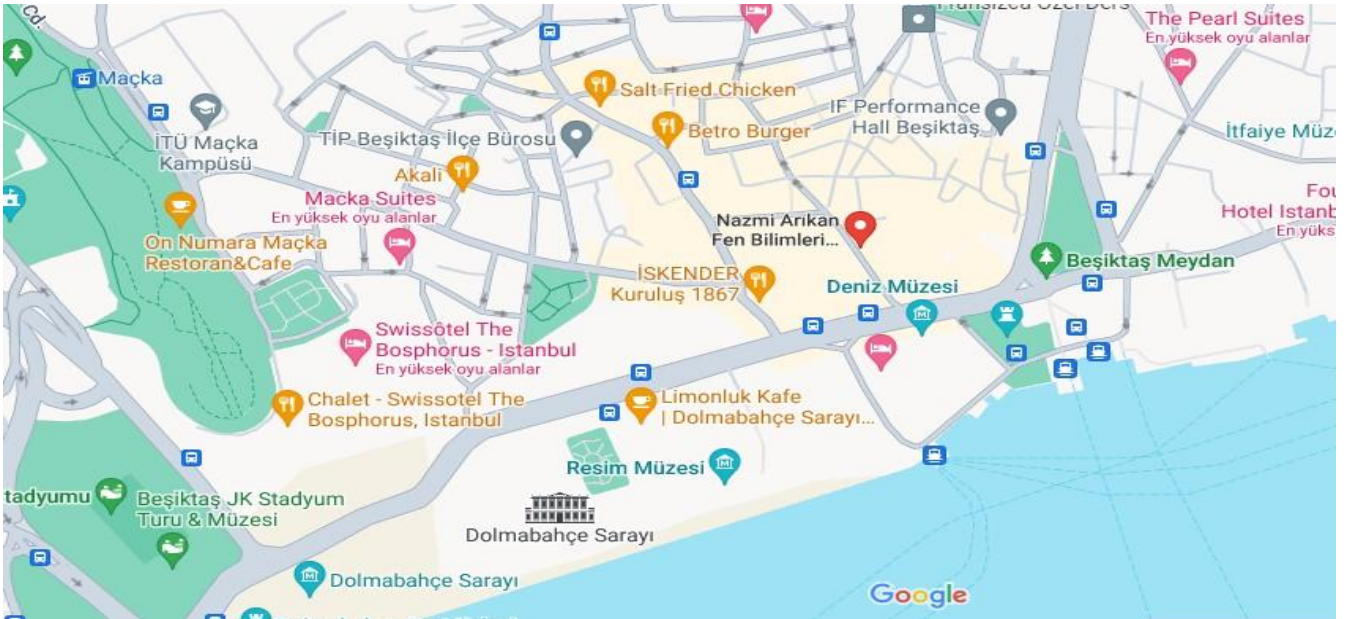 Cd.
Fransızca Özel Ders
The Pearl Suites
En yüksek oyu alanlar
Maçka
Salt Fried Chicken
IF Performance
Hall Beşiktaş
Betro Burger
İTÜ Maçka
Kampüsü
TİP Beşiktaş İlçe Bürosu
İtfaiye Müz
Akali
Macka Suites
En yüksek oyu alanlar
Fou
Hotel Istanb
En yüks
Nazmi Arıkan
Fen Bilimleri...
On Numara Maçka
Restoran&Cafe
Beşiktaş Meydan
İSKENDER
Kuruluş 1867
Deniz Müzesi
Swissôtel The
Bosphorus - Istanbul
En yüksek oyu alanlar
Chalet - Swissotel The
Bosphorus, Istanbul
Limonluk Kafe
| Dolmabahçe Sarayı...
Resim Müzesi
tadyumu
Beşiktaş JK Stadyum
Turu & Müzesi
Dolmabahçe Sarayı
Dolmabahçe Sarayı
Google